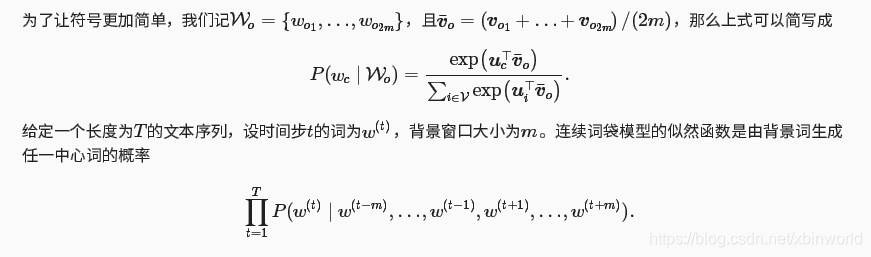 为了让符号更加简单，我们记𝒲ₒ = {w_{o_1}, …, w_{o_{2m}}}，且v̄ₒ = (v_{o_1} + … + v_{o_{2m}}) /(2m)，那么上式可以简写成
P(w_c ∣ 𝒲ₒ) = exp(u_c^⊤ v̄ₒ) / ∑_{i∈𝒱} exp(u_i^⊤ v̄ₒ).
给定一个长度为T的文本序列，设时间步t的词为w^{(t)}，背景窗口大小为m。连续词袋模型的似然函数是由背景词生成
任一中心词的概率
∏_{t=1}^{T} P(w^{(t)} ∣ w^{(t−m)}, …, w^{(t−1)}, w^{(t+1)}, …, w^{(t+m)}).
https://blog.csdn.net/xbinworld